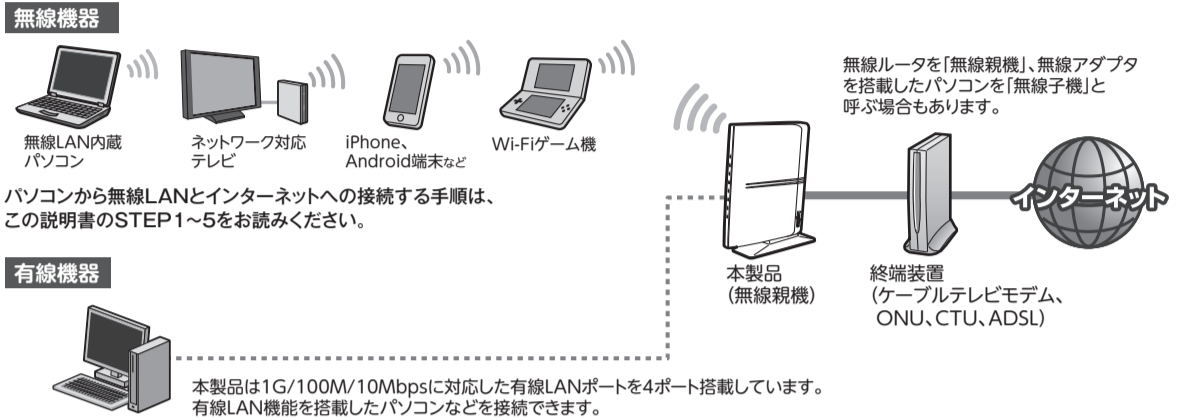 無線機器
無線LAN内蔵
パソコン
ネットワーク対応
テレビ
iPhone、
Android端末など
Wi-Fiゲーム機
無線ルータを「無線親機」、無線アダプタ
を搭載したパソコンを「無線子機」と
呼ぶ場合もあります。
パソコンから無線LANとインターネットへの接続する手順は、
この説明書のSTEP1~5をお読みください。
インターネット
本製品
(無線親機)
終端装置
(ケーブルテレビモデム、
ONU、CTU、ADSL)
有線機器
本製品は1G/100M/10Mbpsに対応した有線LANポートを4ポート搭載しています。
有線LAN機能を搭載したパソコンなどを接続できます。